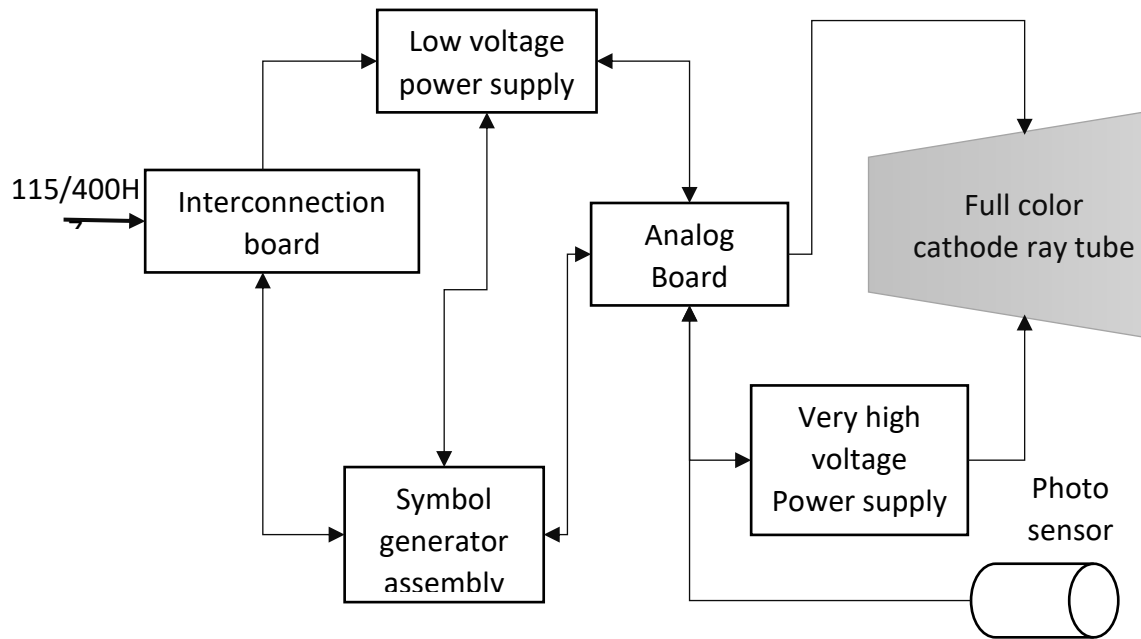 Low voltage
power supply
115/400H
Interconnection
board
Full color
cathode ray tube
Analog
Board
Very high
voltage
Power supply
Symbol
generator
assembly
Photo
sensor